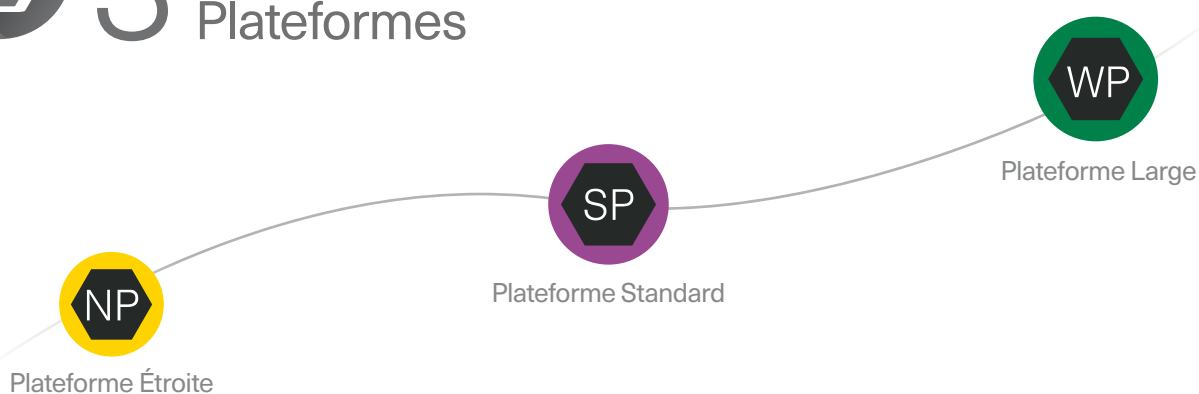 3 Plateformes
WP
Plateforme Large
SP
Plateforme Standard
NP
Plateforme Étroite